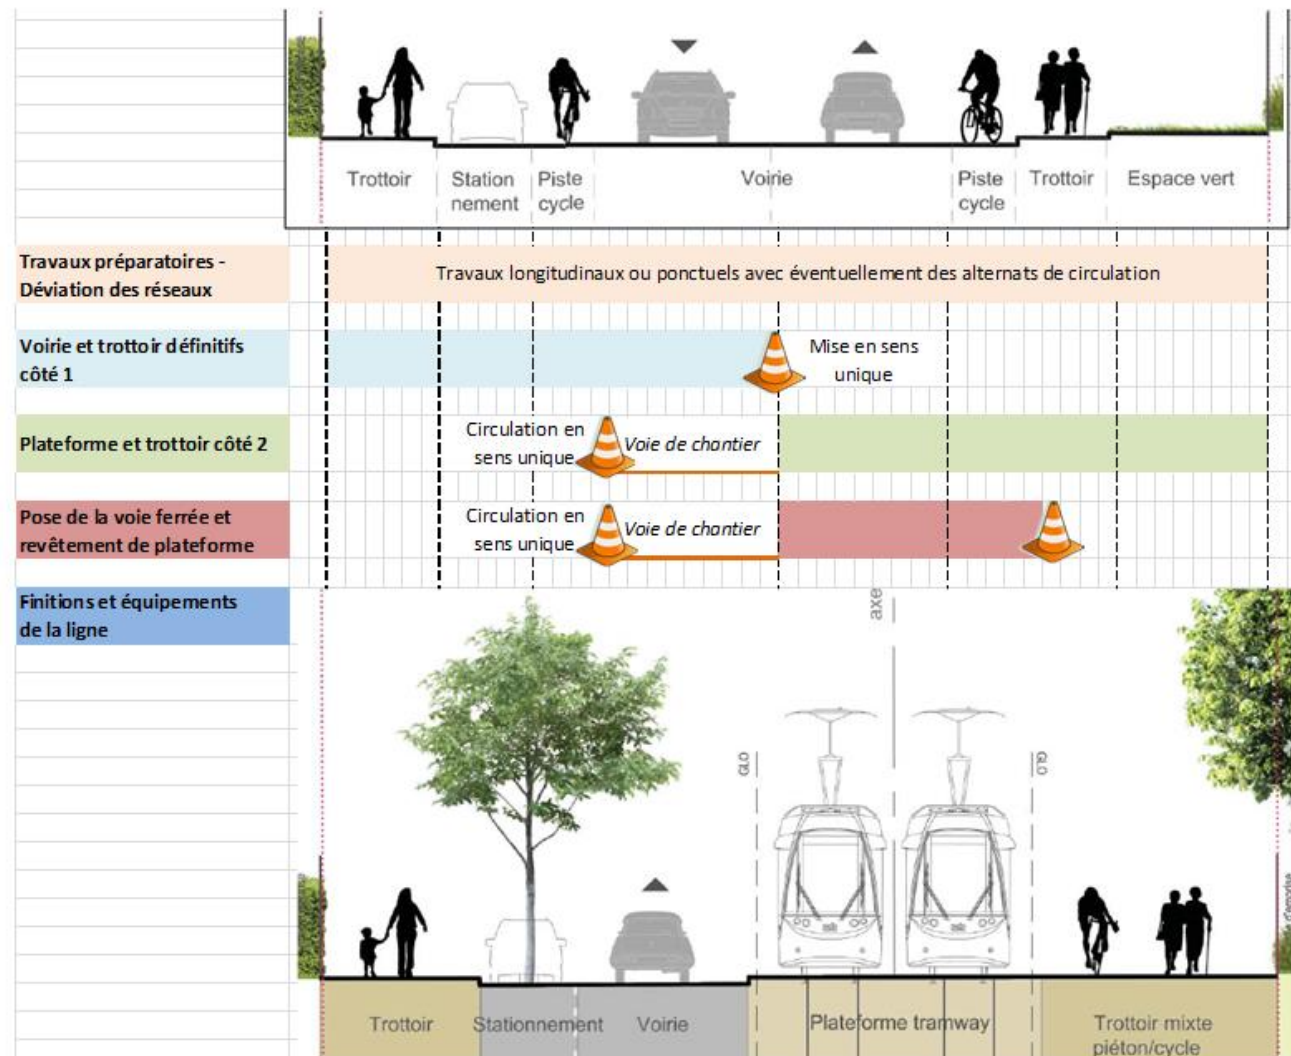 Trottoir
Station
nement
Piste
cycle
Voirie
Piste
cycle
Trottoir
Espace vert
Travaux préparatoires -
Déviation des réseaux
Travaux longitudinaux ou ponctuels avec éventuellement des alternats de circulation
Voirie et trottoir définitifs
côté 1
Mise en sens
unique
Plateforme et trottoir côté 2
Circulation en
sens unique
Voie de chantier
Pose de la voie ferrée et
revêtement de plateforme
Circulation en
sens unique
Voie de chantier
Finitions et équipements
de la ligne
axe
GLO
GLO
d'emprise
Trottoir
Stationnement
Voirie
Plateforme tramway
Trottoir mixte
piéton/cycle